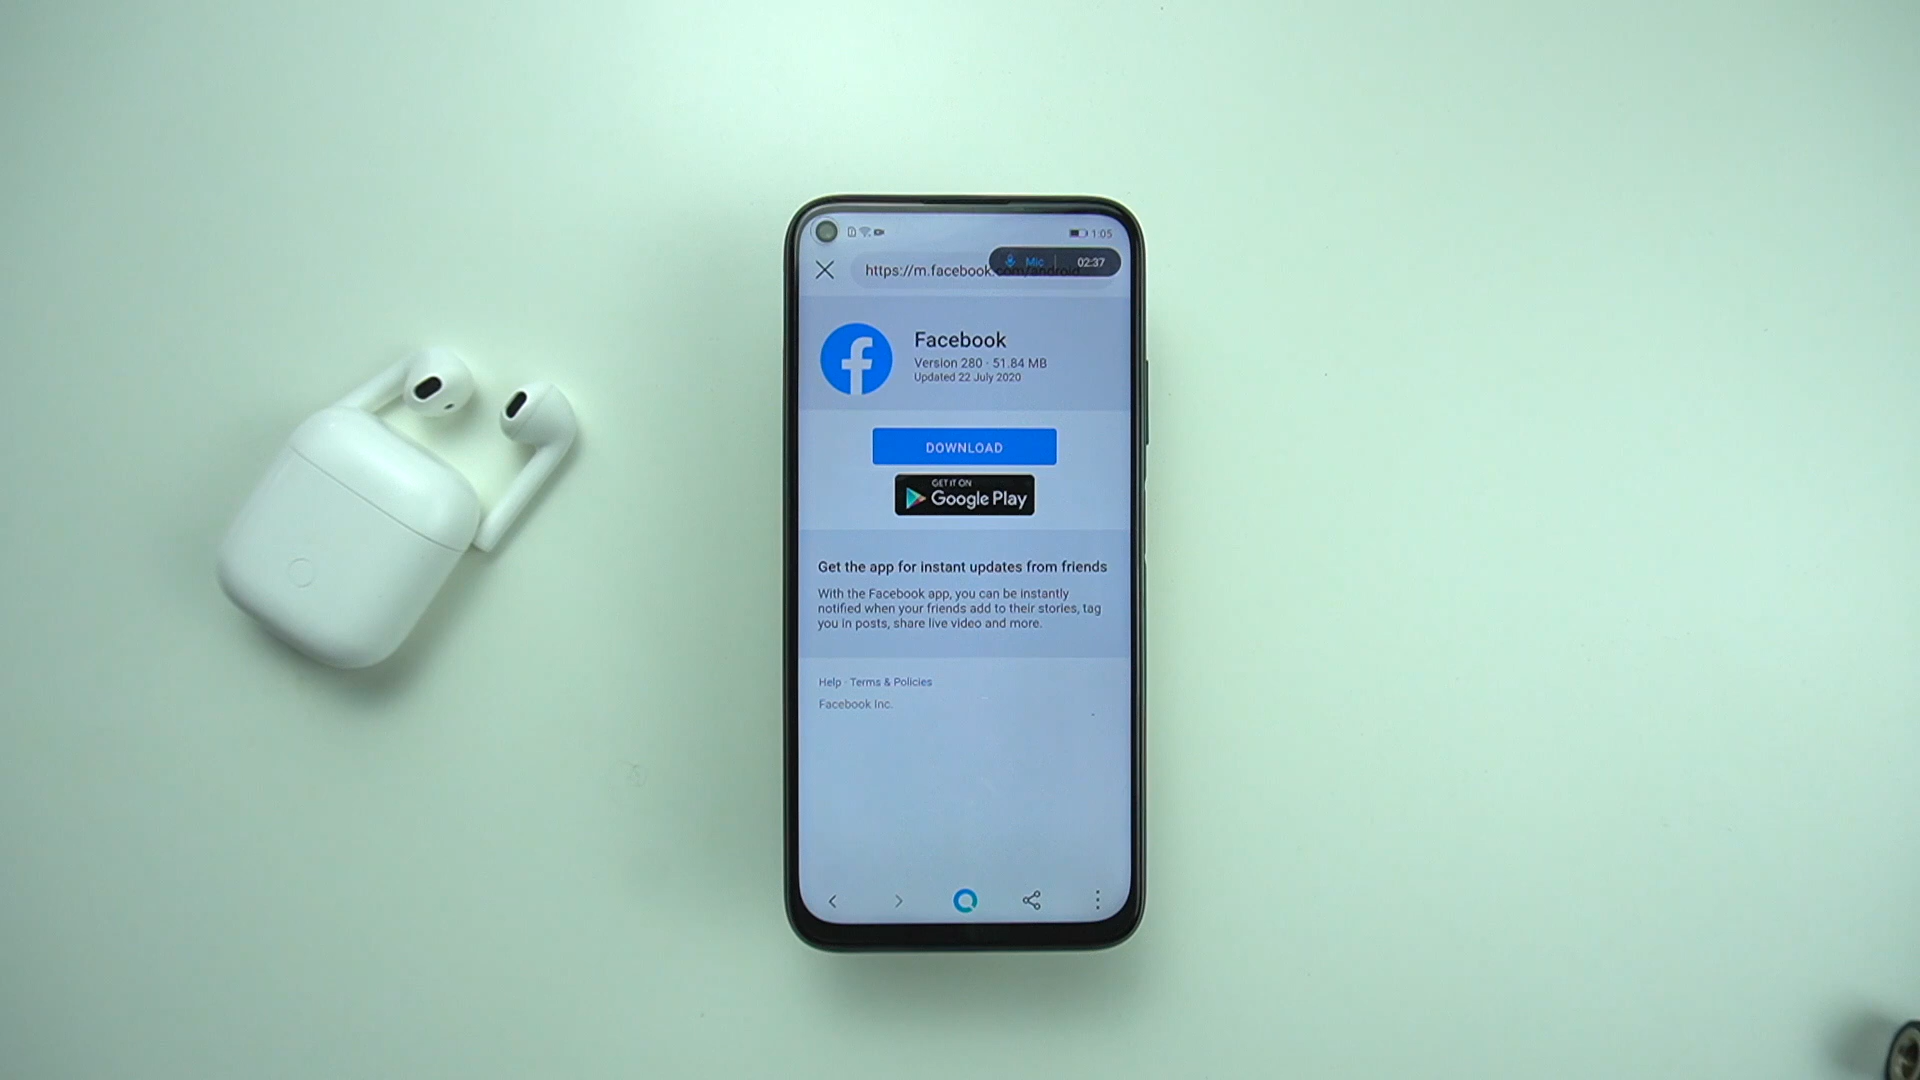 1:05
Mic 02:37
https://m.facebook.com/android
Facebook
Version 280 · 51.84 MB
Updated 22 July 2020
DOWNLOAD
GET IT ON
Google Play
Get the app for instant updates from friends
With the Facebook app, you can be instantly
notified when your friends add to their stories, tag
you in posts, share live video and more.
Help · Terms & Policies
Facebook Inc.